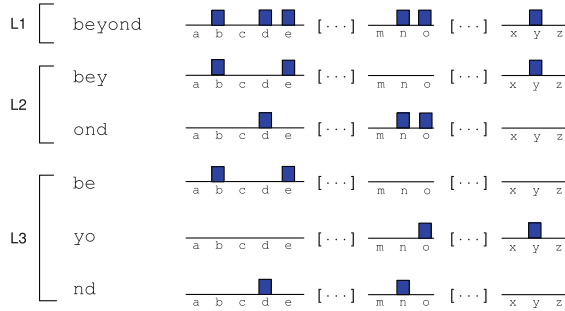 L1 beyond a b c d e [...] m n o [...] x y z
L2 bey a b c d e [...] m n o [...] x y z
ond a b c d e [...] m n o [...] x y z
L3 be a b c d e [...] m n o [...] x y z
yo a b c d e [...] m n o [...] x y z
nd a b c d e [...] m n o [...] x y z